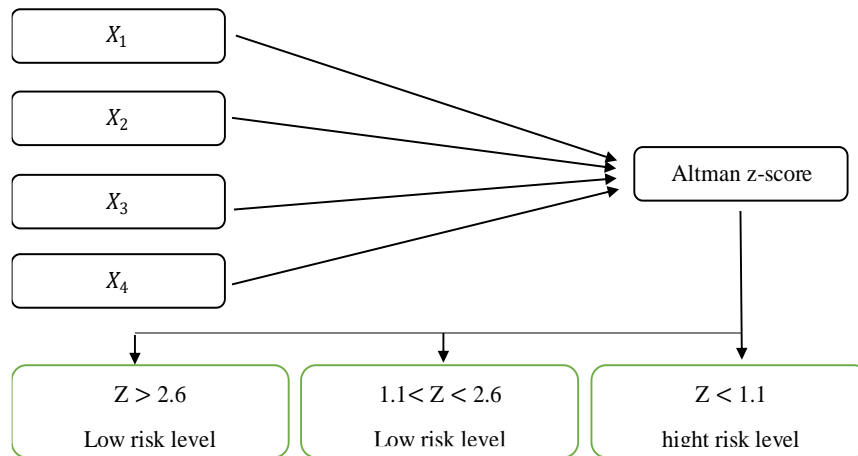 X1
X2
X3
X4
Altman z-score
Z > 2.6
Low risk level
1.1< Z < 2.6
Low risk level
Z < 1.1
hight risk level